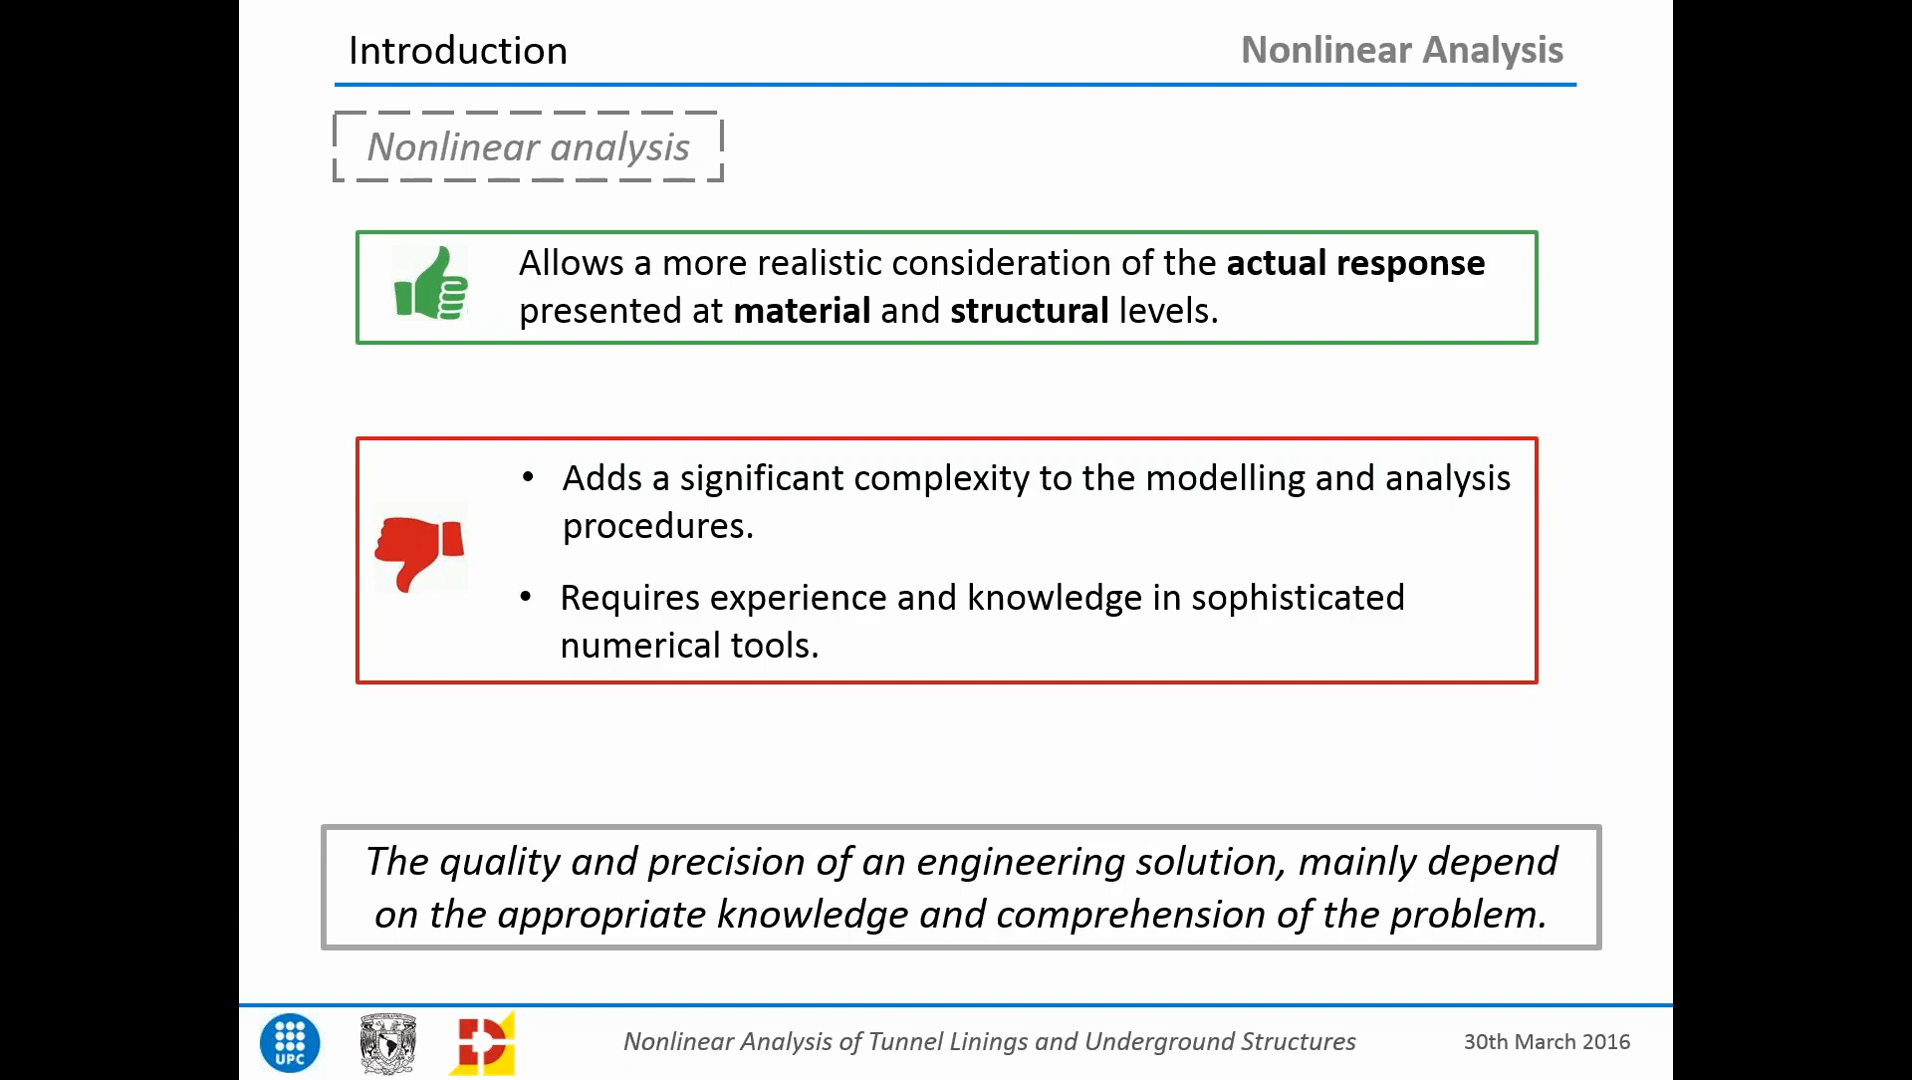 Introduction
Nonlinear Analysis
Nonlinear analysis
Allows a more realistic consideration of the actual response
presented at material and structural levels.
• Adds a significant complexity to the modelling and analysis
procedures.
• Requires experience and knowledge in sophisticated
numerical tools.
The quality and precision of an engineering solution, mainly depend
on the appropriate knowledge and comprehension of the problem.
UPC
Nonlinear Analysis of Tunnel Linings and Underground Structures
30th March 2016